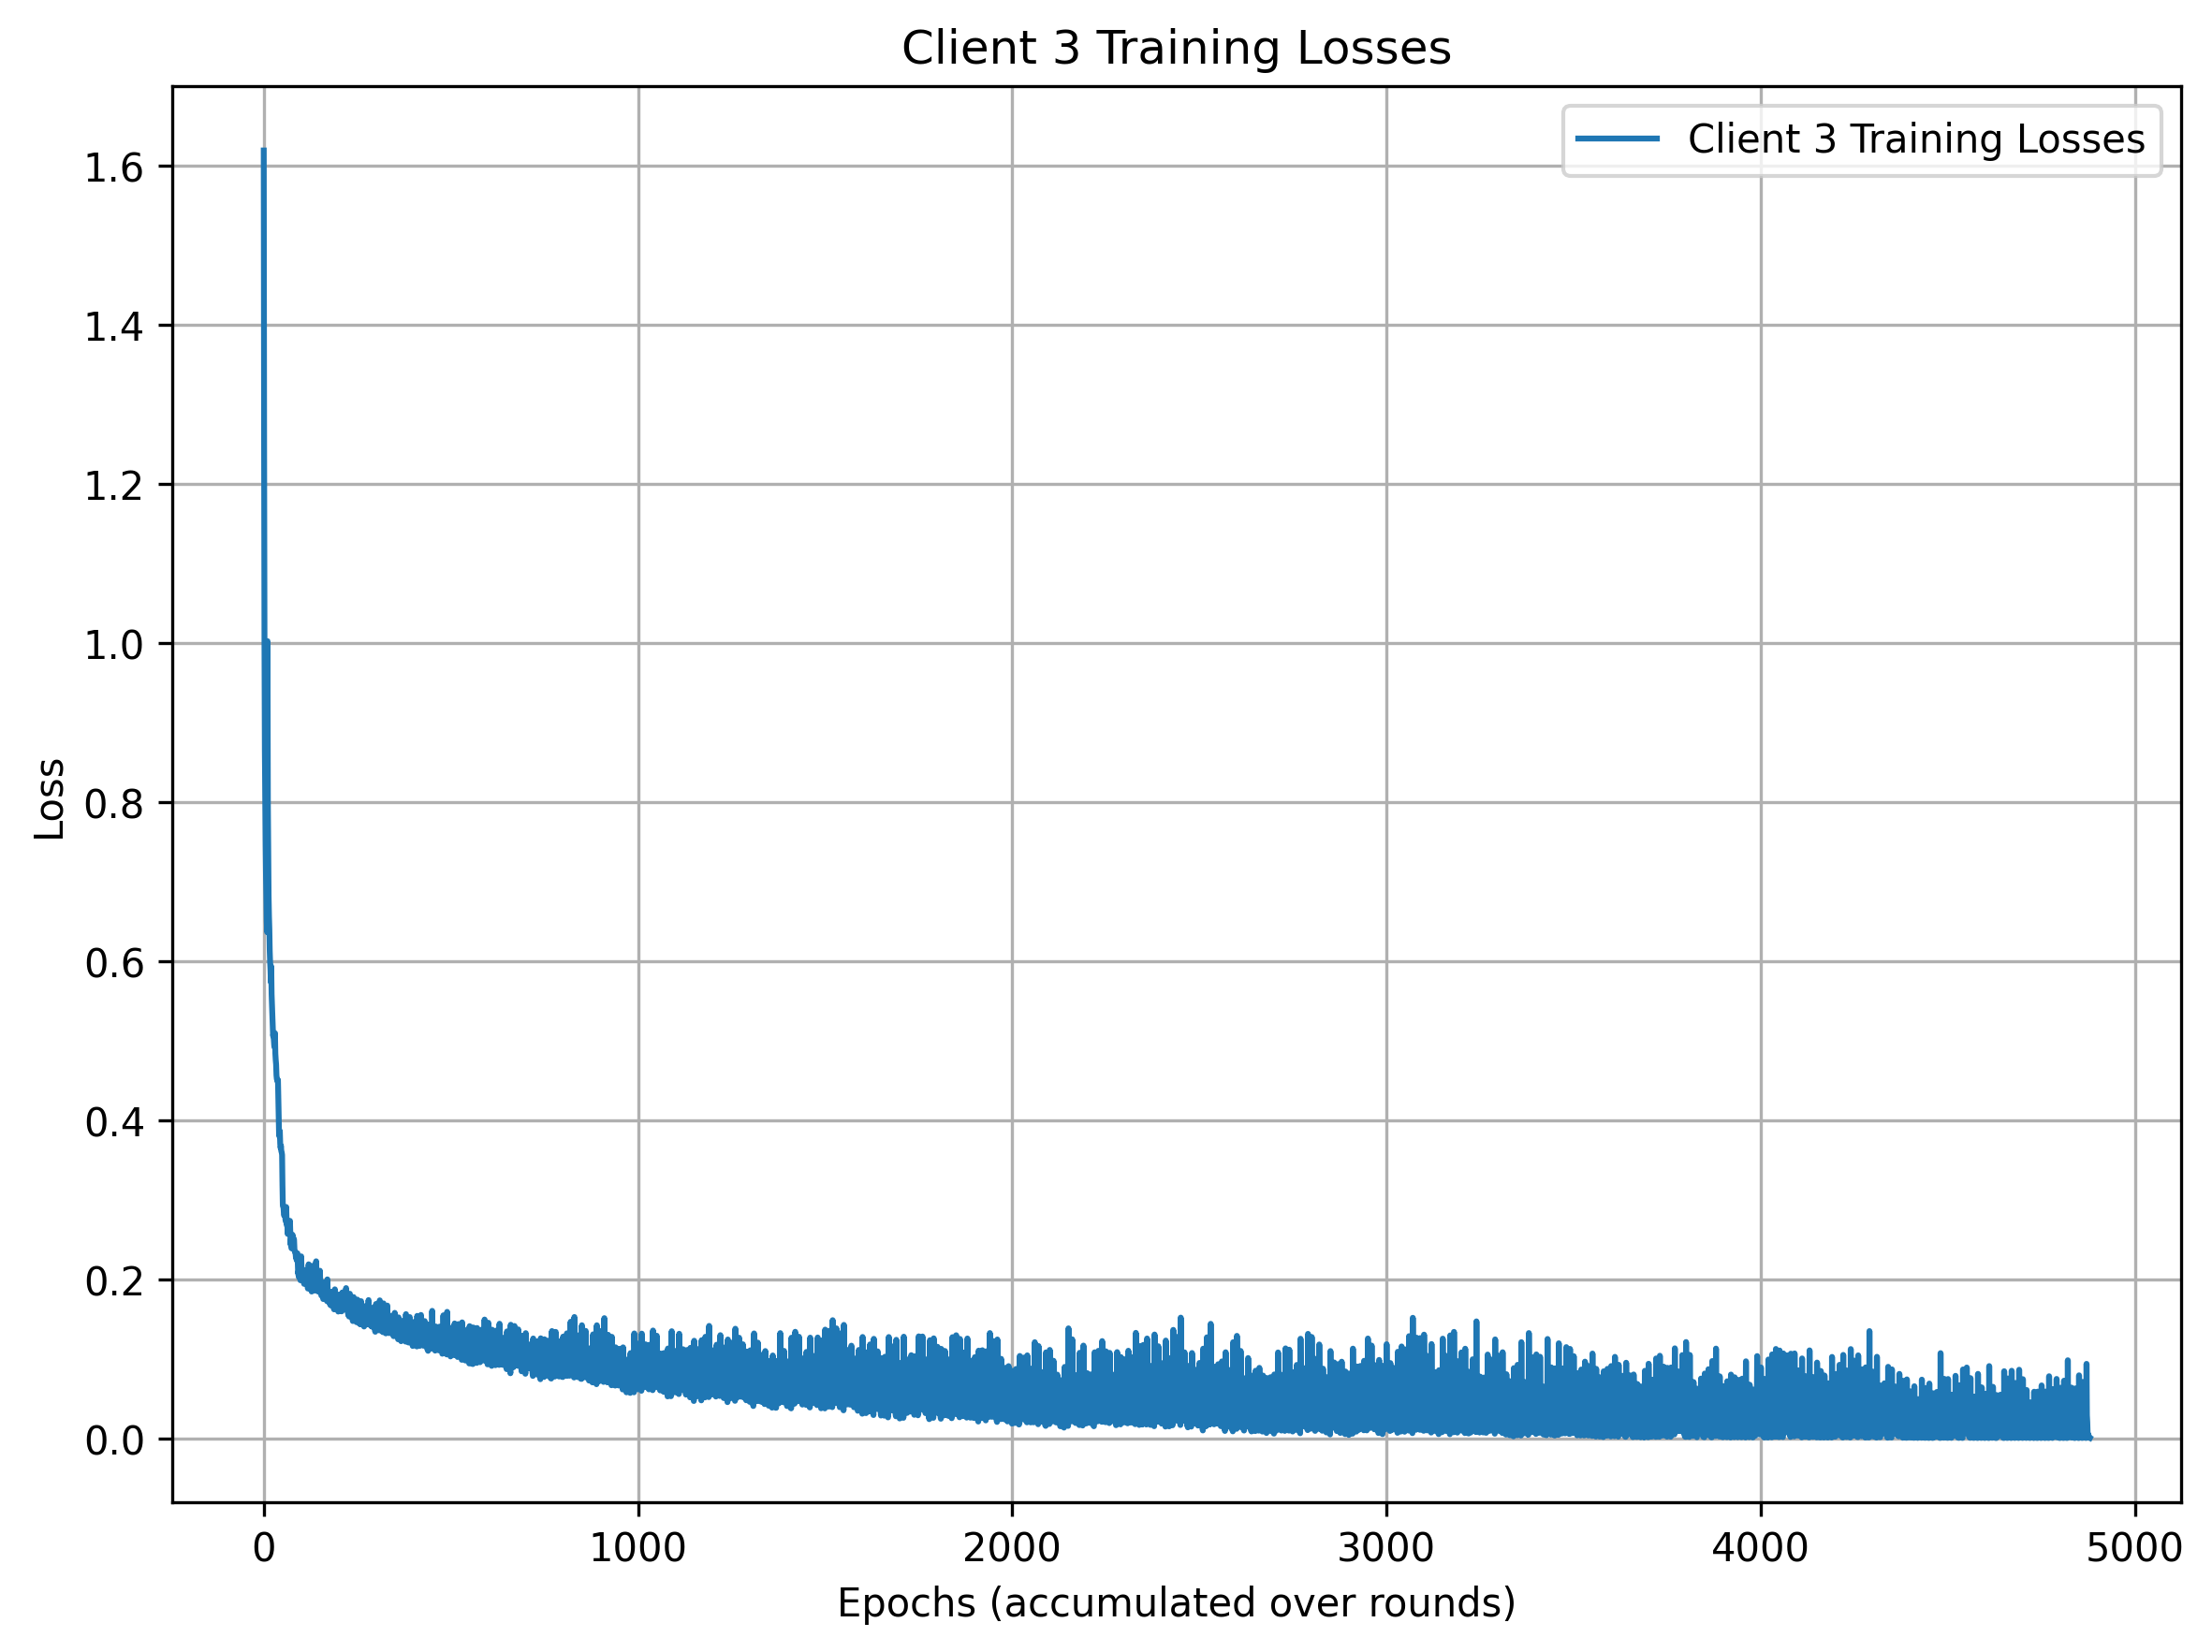 Client 3 Training Losses
Client 3 Training Losses
1.6
1.4
1.2
1.0
0.8
0.6
0.4
0.2
0.0
Loss
0 1000 2000 3000 4000 5000
Epochs (accumulated over rounds)